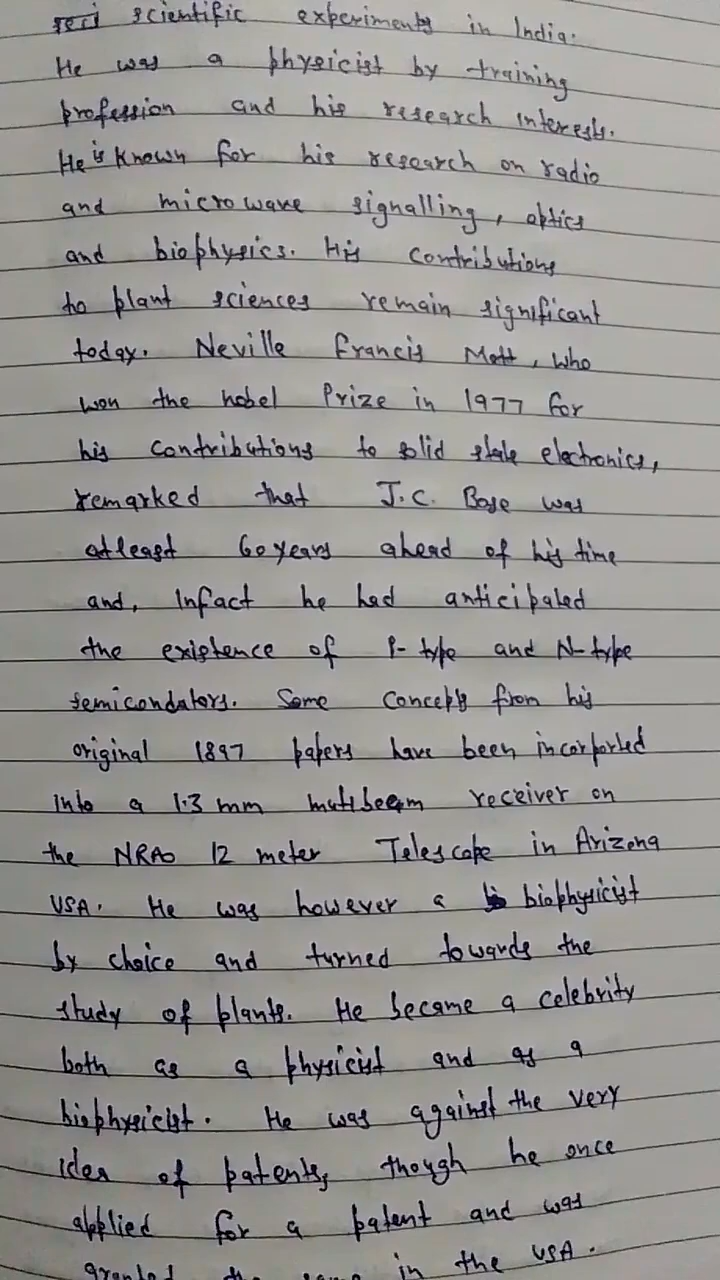 scientific experiments in India.
He was a physicist by training
profession and his research interests.
He is known for his research on radio
and microwave signalling, optics
and biophysics. His contributions
to plant sciences remain significant
today. Neville Francis Mott, who
won the nobel Prize in 1977 for
his contributions to solid state electronics,
remarked that J.C. Bose was
atleast 60 years ahead of his time
and, Infact he had anticipated
the existence of P-type and N-type
semicondators. Some Concepts from his
original 1897 papers have been incorported
Into a 1.3 mm multibeam receiver on
the NRAO 12 meter Telescope in Arizona
USA. He was however a biophysicist
by choice and turned towards the
study of plants. He became a celebrity
both as a physicist and as a
biophysicist. He was against the very
idea of patents, though he once
applied for a patent and was
granted the same in the USA.